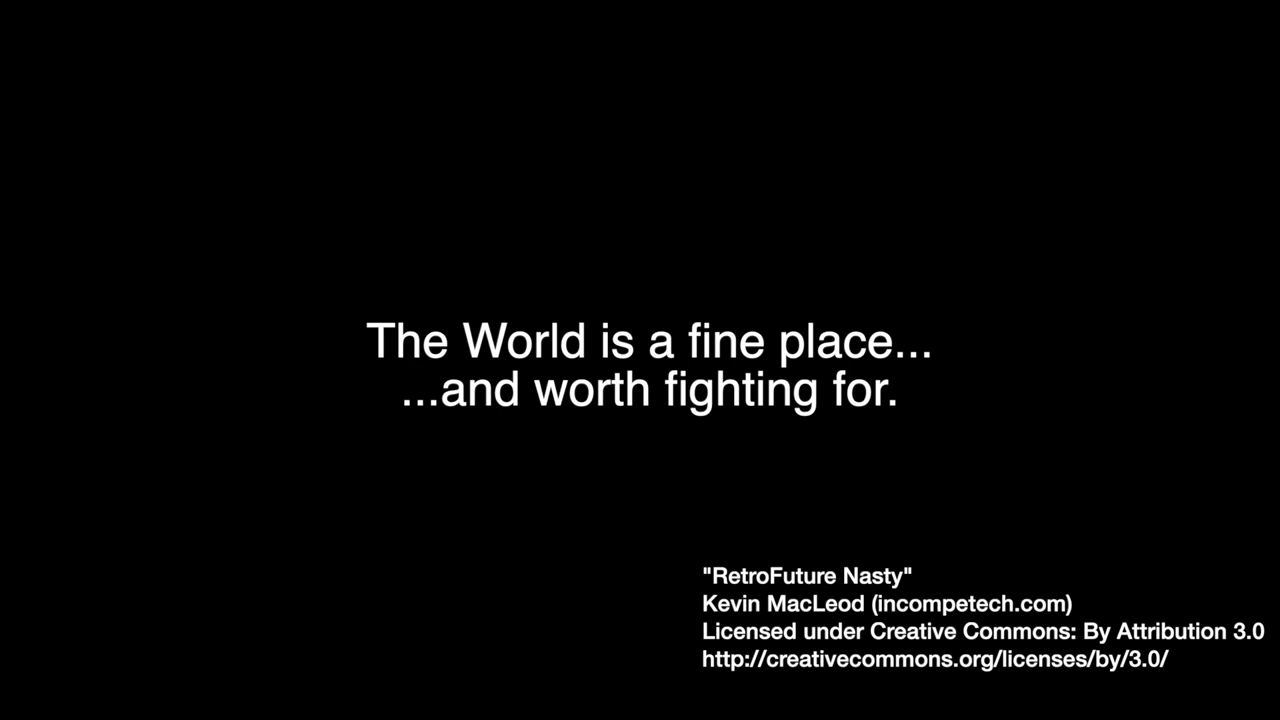 The World is a fine place...
...and worth fighting for.
"RetroFuture Nasty"
Kevin MacLeod (incompetech.com)
Licensed under Creative Commons: By Attribution 3.0
http://creativecommons.org/licenses/by/3.0/